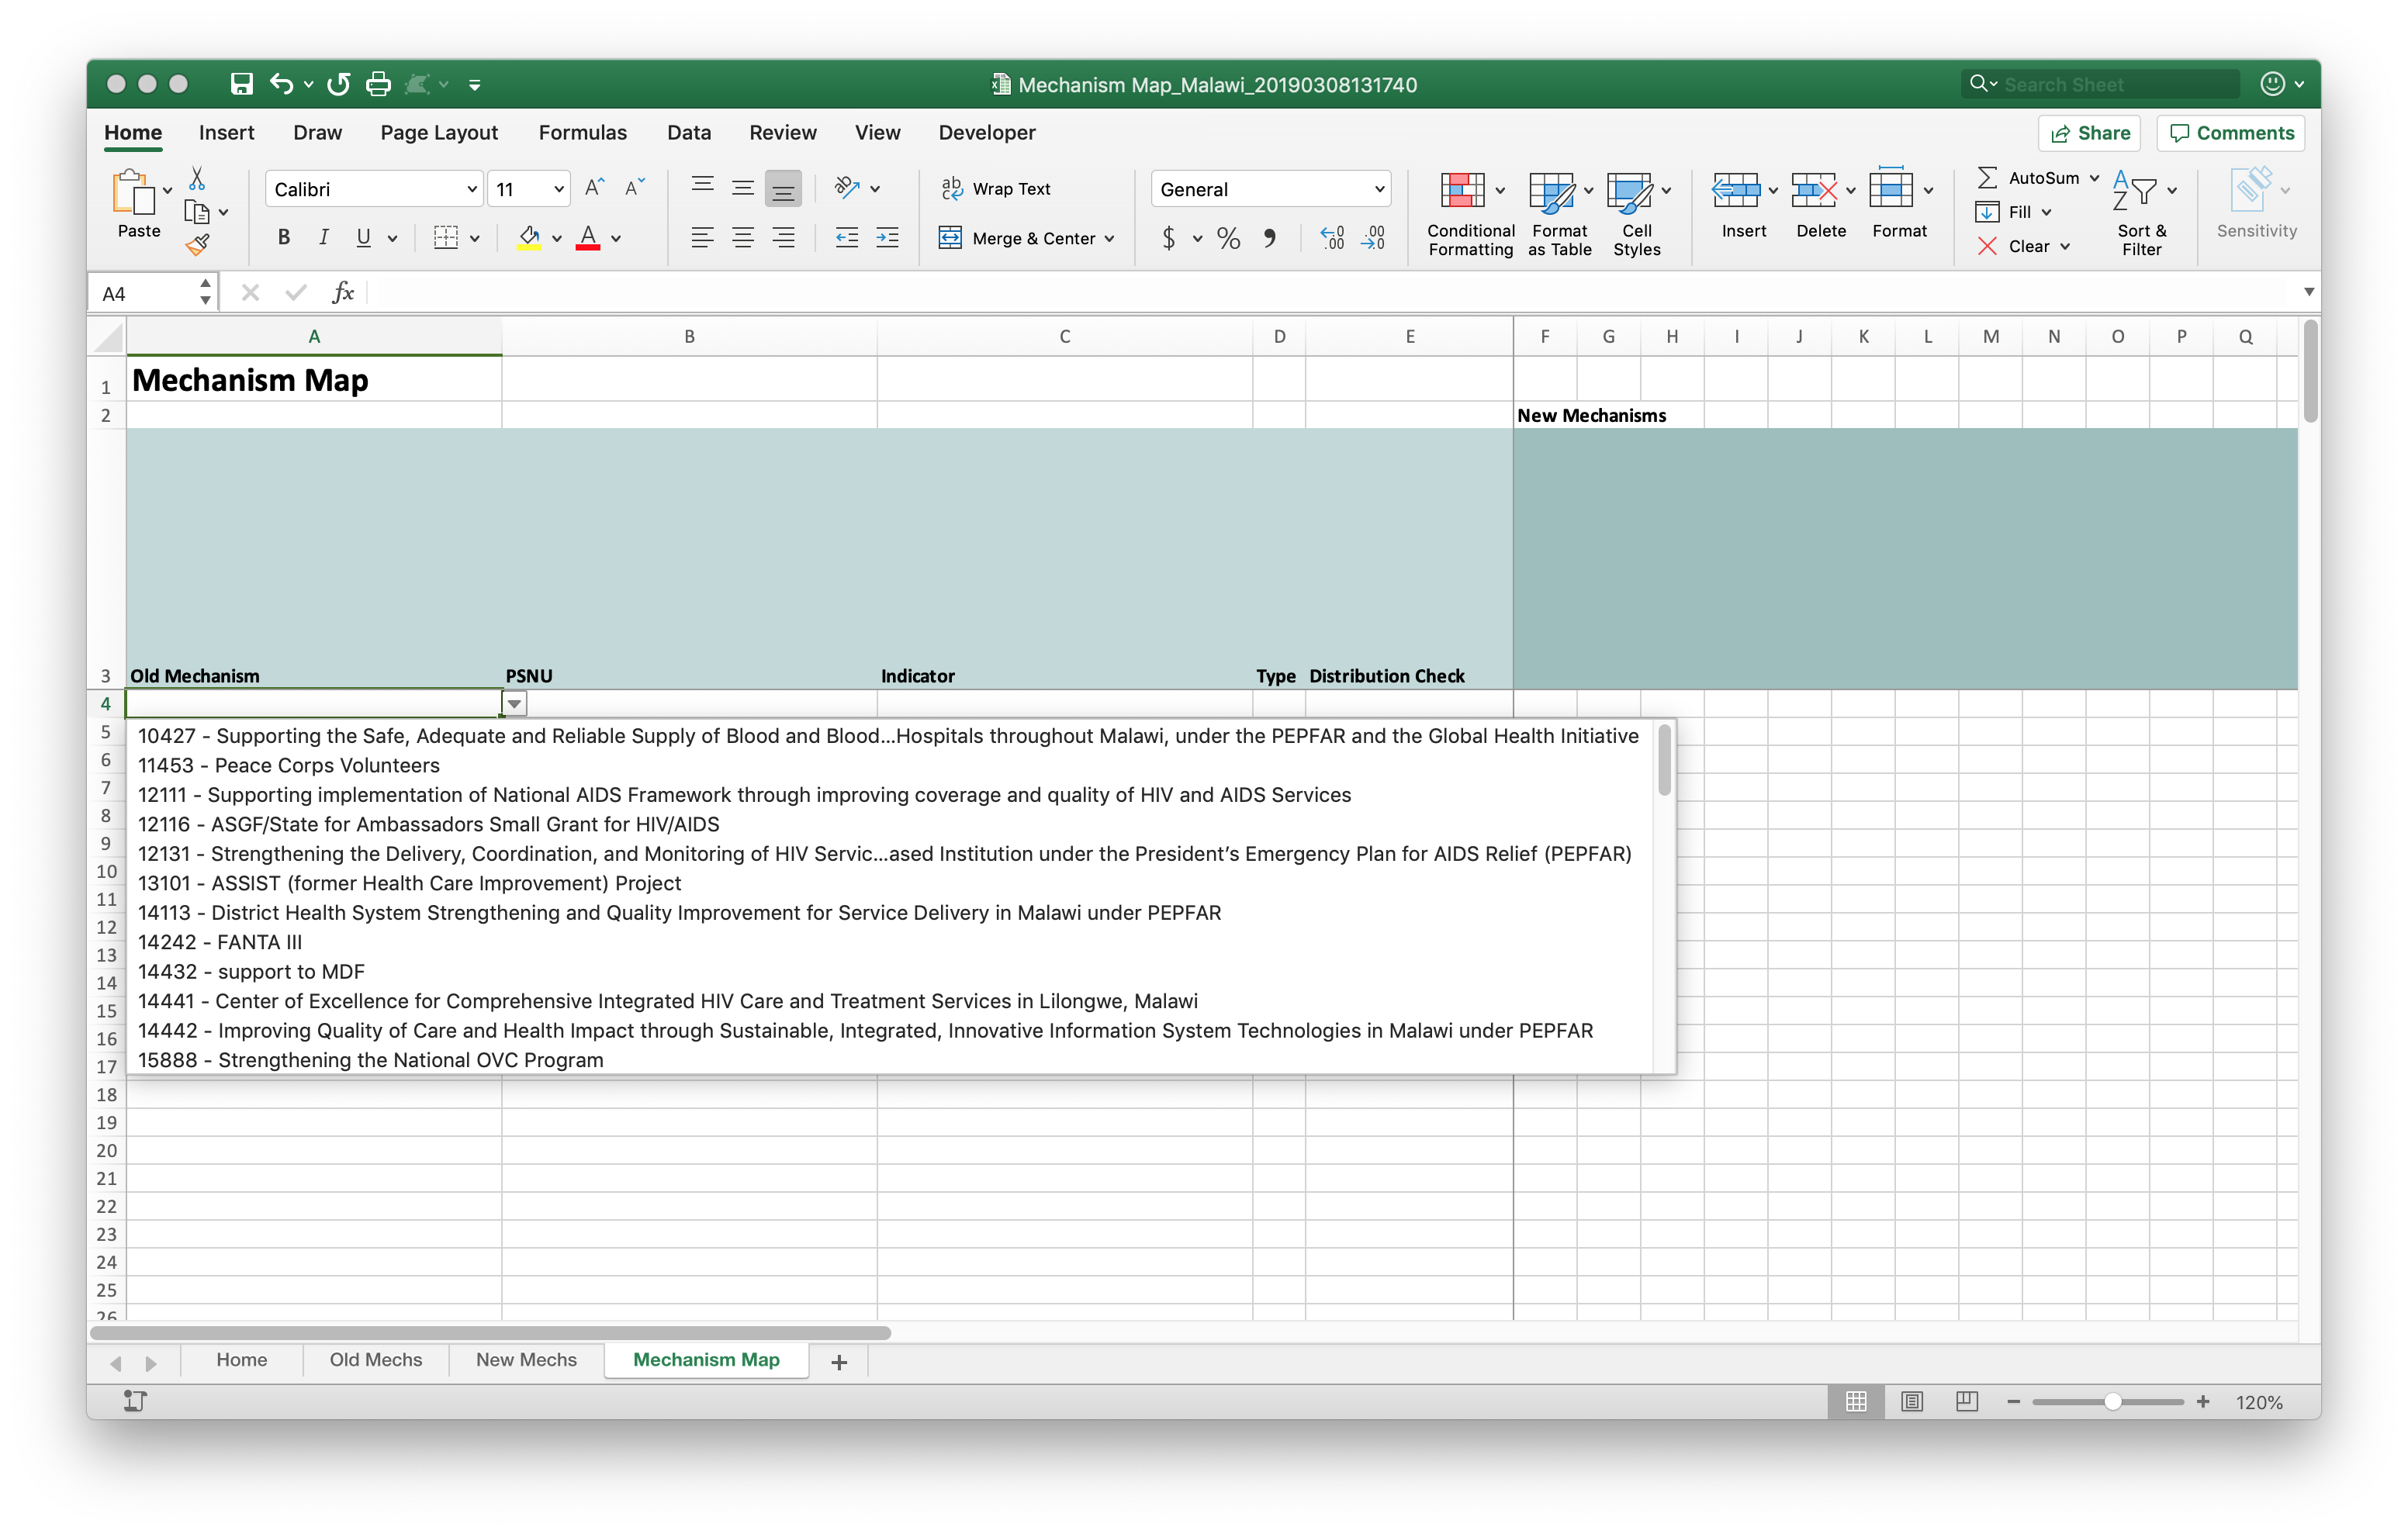 Mechanism Map_Malawi_20190308131740
Search Sheet
Home Insert Draw Page Layout Formulas Data Review View Developer Share Comments
Paste
Calibri 11 A A
Wrap Text
General
B I U A
Merge & Center
$ % 9 .0 .00 .00 .0
Conditional Formatting
Format as Table
Cell Styles
Insert
Delete
Format
AutoSum
Fill
Clear
Sort & Filter
Sensitivity
A4 fx
A B C D E F G H I J K L M N O P Q
1 Mechanism Map
2 New Mechanisms
3 Old Mechanism PSNU Indicator Type Distribution Check
4
5 10427 - Supporting the Safe, Adequate and Reliable Supply of Blood and Blood...Hospitals throughout Malawi, under the PEPFAR and the Global Health Initiative
6 11453 - Peace Corps Volunteers
7 12111 - Supporting implementation of National AIDS Framework through improving coverage and quality of HIV and AIDS Services
8 12116 - ASGF/State for Ambassadors Small Grant for HIV/AIDS
9 12131 - Strengthening the Delivery, Coordination, and Monitoring of HIV Servic...ased Institution under the President’s Emergency Plan for AIDS Relief (PEPFAR)
10 13101 - ASSIST (former Health Care Improvement) Project
11 14113 - District Health System Strengthening and Quality Improvement for Service Delivery in Malawi under PEPFAR
12 14242 - FANTA III
13 14432 - support to MDF
14 14441 - Center of Excellence for Comprehensive Integrated HIV Care and Treatment Services in Lilongwe, Malawi
15 14442 - Improving Quality of Care and Health Impact through Sustainable, Integrated, Innovative Information System Technologies in Malawi under PEPFAR
16 15888 - Strengthening the National OVC Program
17
18
19
20
21
22
23
24
25
26
Home Old Mechs New Mechs Mechanism Map +
120%